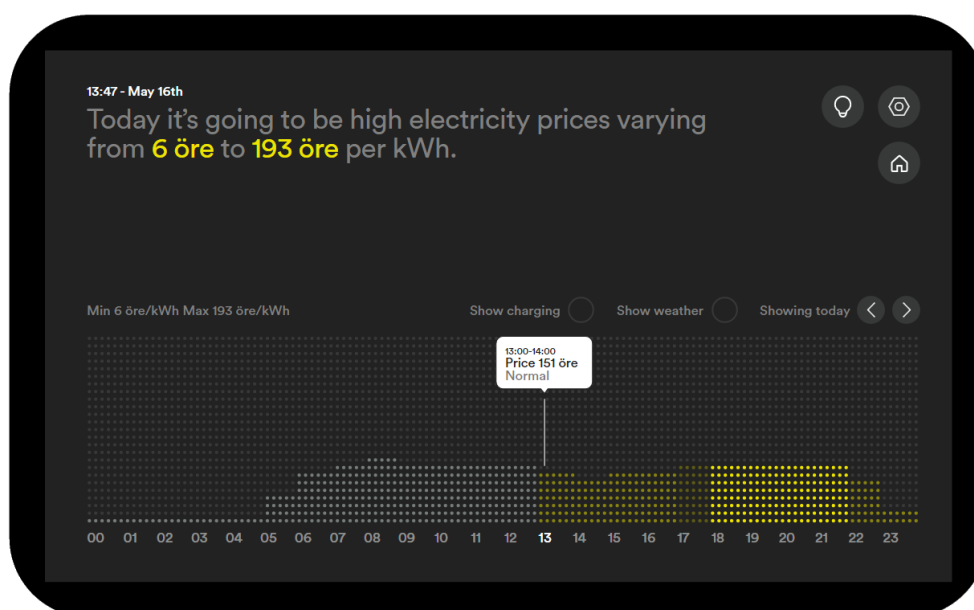 13:47 - May 16th
Today it's going to be high electricity prices varying
from 6 öre to 193 öre per kWh.
Min 6 öre/kWh Max 193 öre/kWh
Show charging
Show weather
Showing today
13:00-14:00
Price 151 öre
Normal
00 01 02 03 04 05 06 07 08 09 10 11 12 13 14 15 16 17 18 19 20 21 22 23